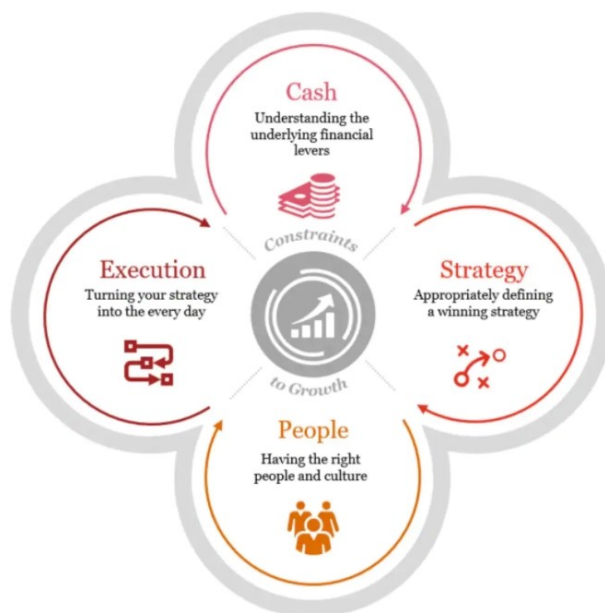 Cash
Understanding the
underlying financial
levers
Constraints
Execution
Turning your strategy
into the every day
Strategy
Appropriately defining
a winning strategy
to Growth
People
Having the right
people and culture